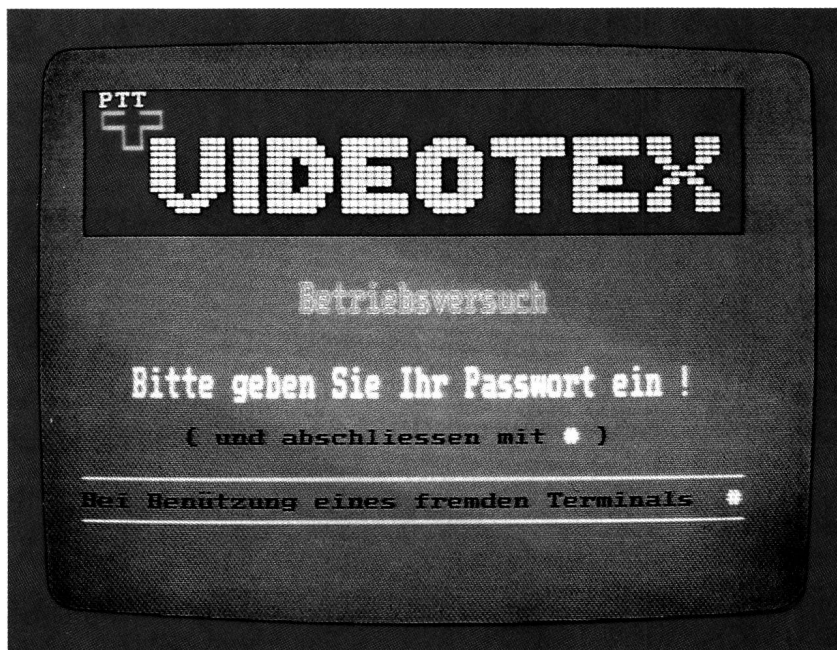 PTT
VIDEOTEX
Betriebsversuch
Bitte geben Sie Ihr Passwort ein !
( und abschliessen mit * )
Bei Benützung eines fremden Terminals *